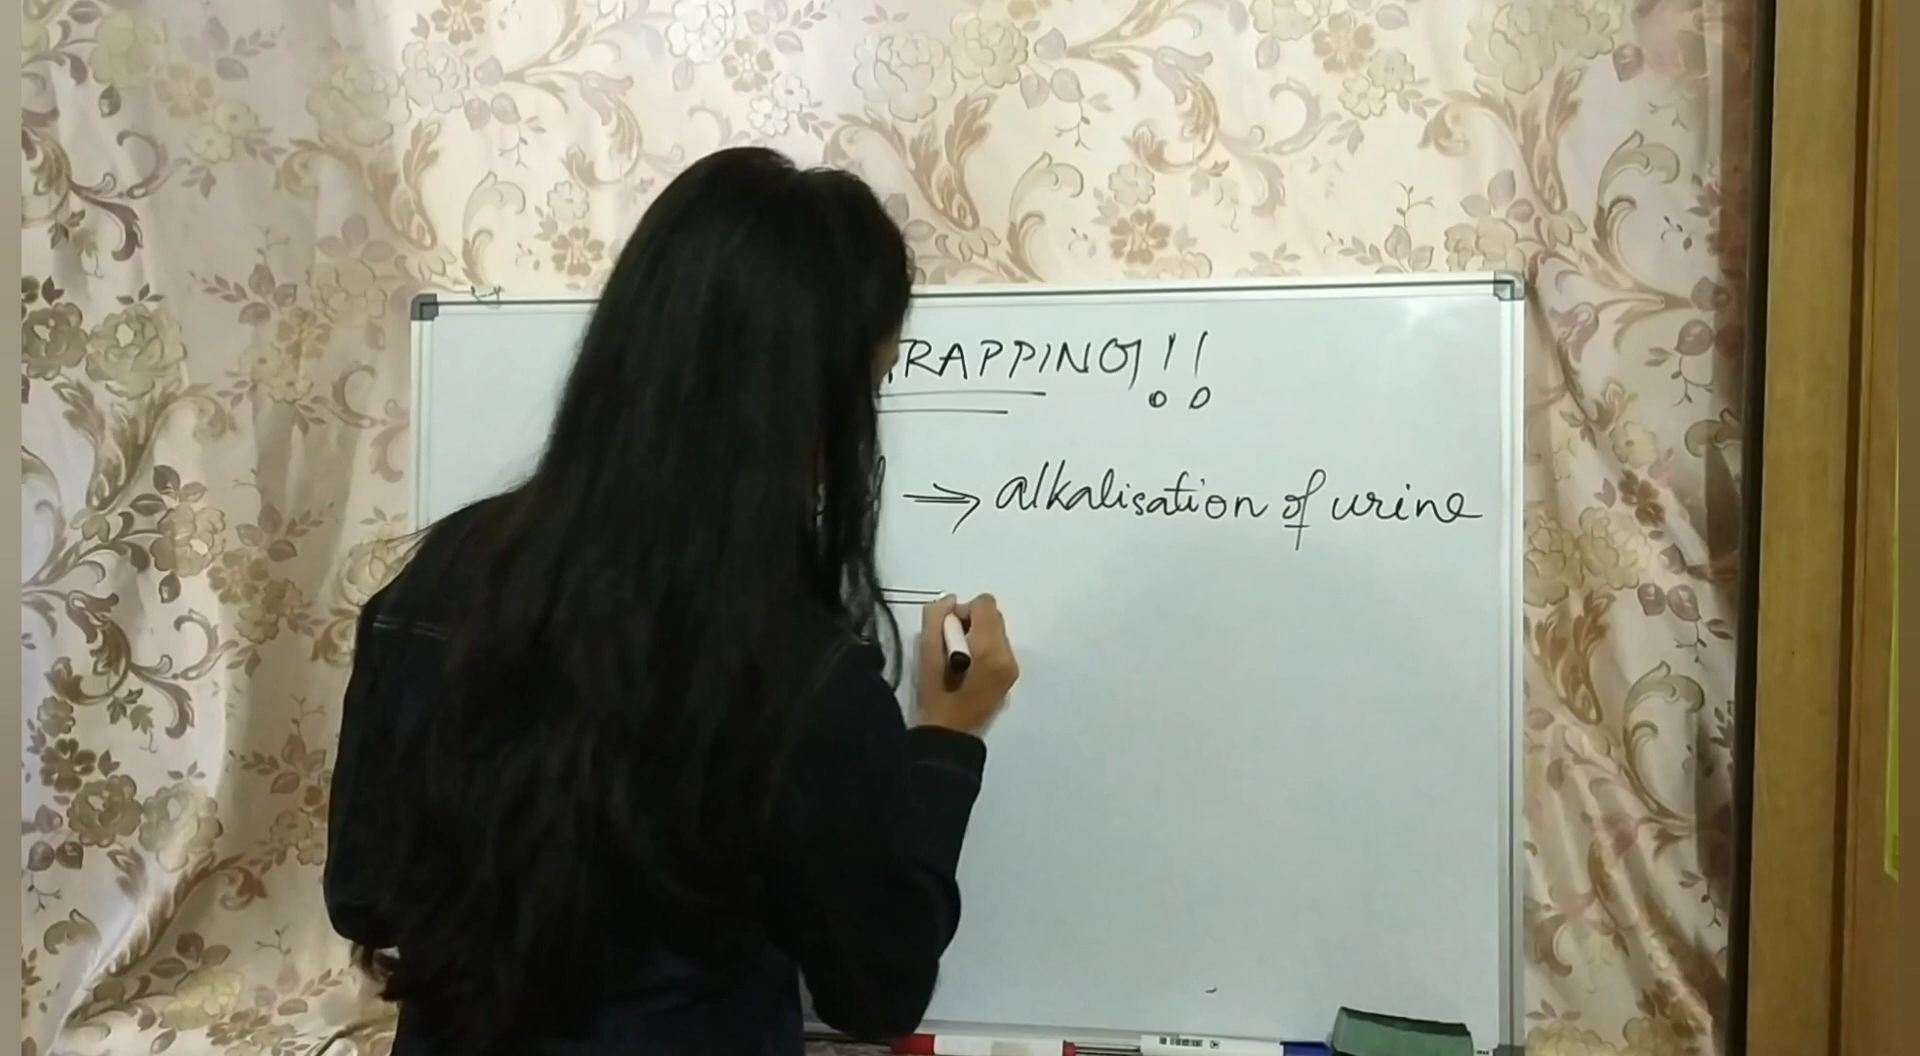 RAPPING!!
⇒ alkalisation of urine